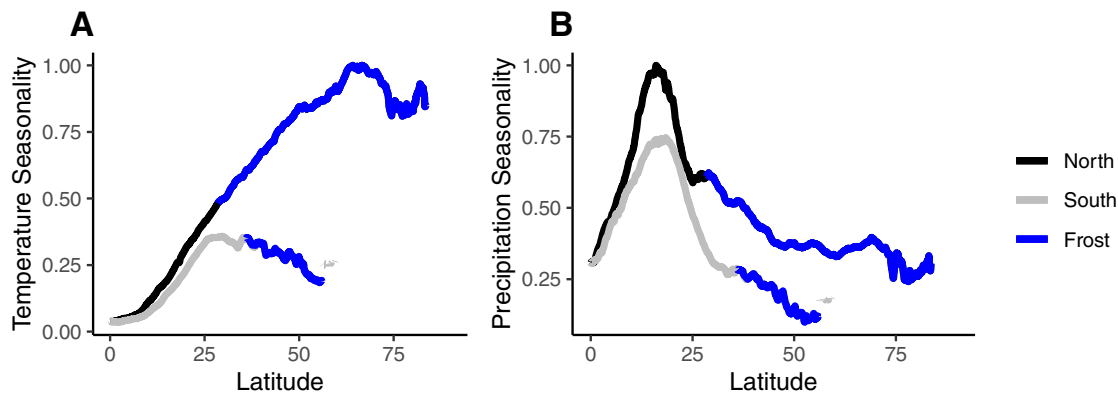 A
Temperature Seasonality
1.00
0.75
0.50
0.25
0.00
0
25
50
75
Latitude
B
Precipitation Seasonality
1.00
0.75
0.50
0.25
0
25
50
75
Latitude
North
South
Frost